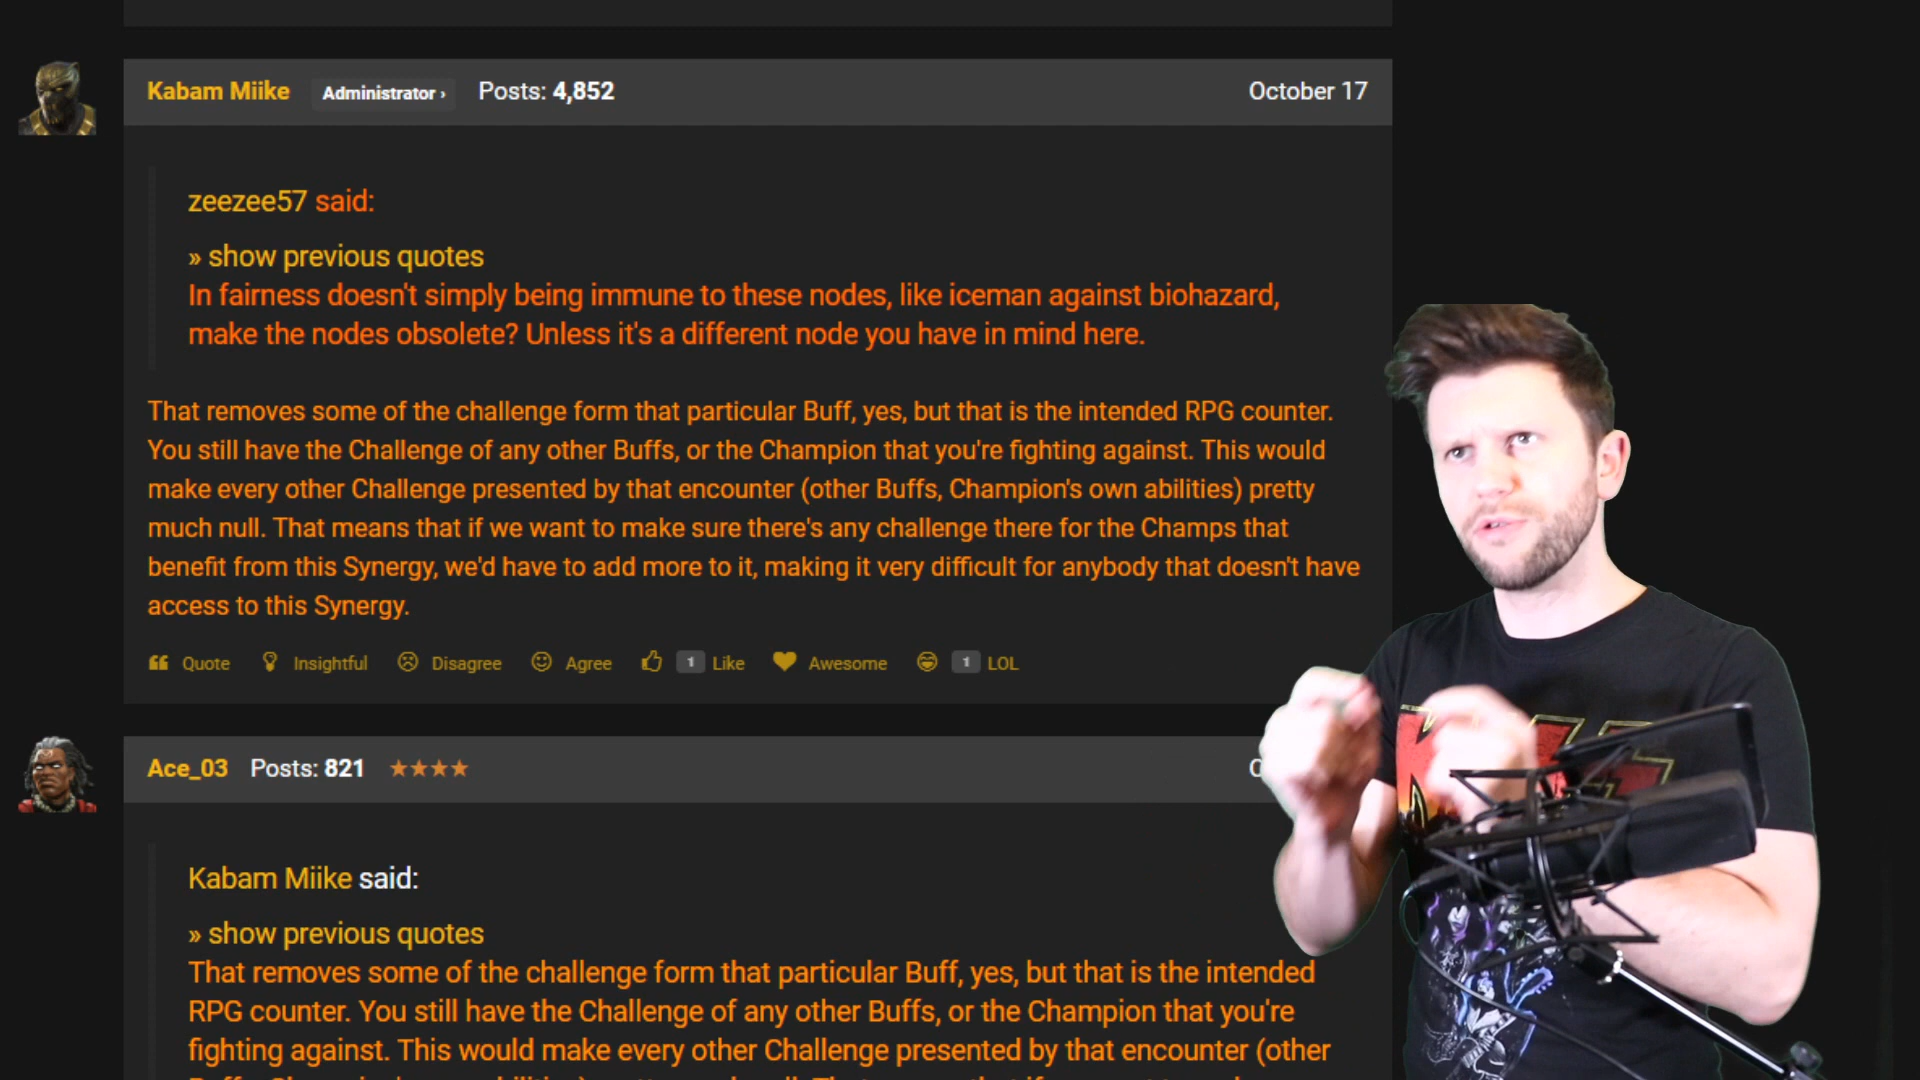 Kabam Miike Administrator › Posts: 4,852 October 17
zeezee57 said:
» show previous quotes
In fairness doesn't simply being immune to these nodes, like iceman against biohazard,
make the nodes obsolete? Unless it's a different node you have in mind here.
That removes some of the challenge form that particular Buff, yes, but that is the intended RPG counter.
You still have the Challenge of any other Buffs, or the Champion that you're fighting against. This would
make every other Challenge presented by that encounter (other Buffs, Champion's own abilities) pretty
much null. That means that if we want to make sure there's any challenge there for the Champs that
benefit from this Synergy, we'd have to add more to it, making it very difficult for anybody that doesn't have
access to this Synergy.
Quote Insightful Disagree Agree 1 Like Awesome 1 LOL
Ace_03 Posts: 821 ★★★★
Kabam Miike said:
» show previous quotes
That removes some of the challenge form that particular Buff, yes, but that is the intended
RPG counter. You still have the Challenge of any other Buffs, or the Champion that you're
fighting against. This would make every other Challenge presented by that encounter (other